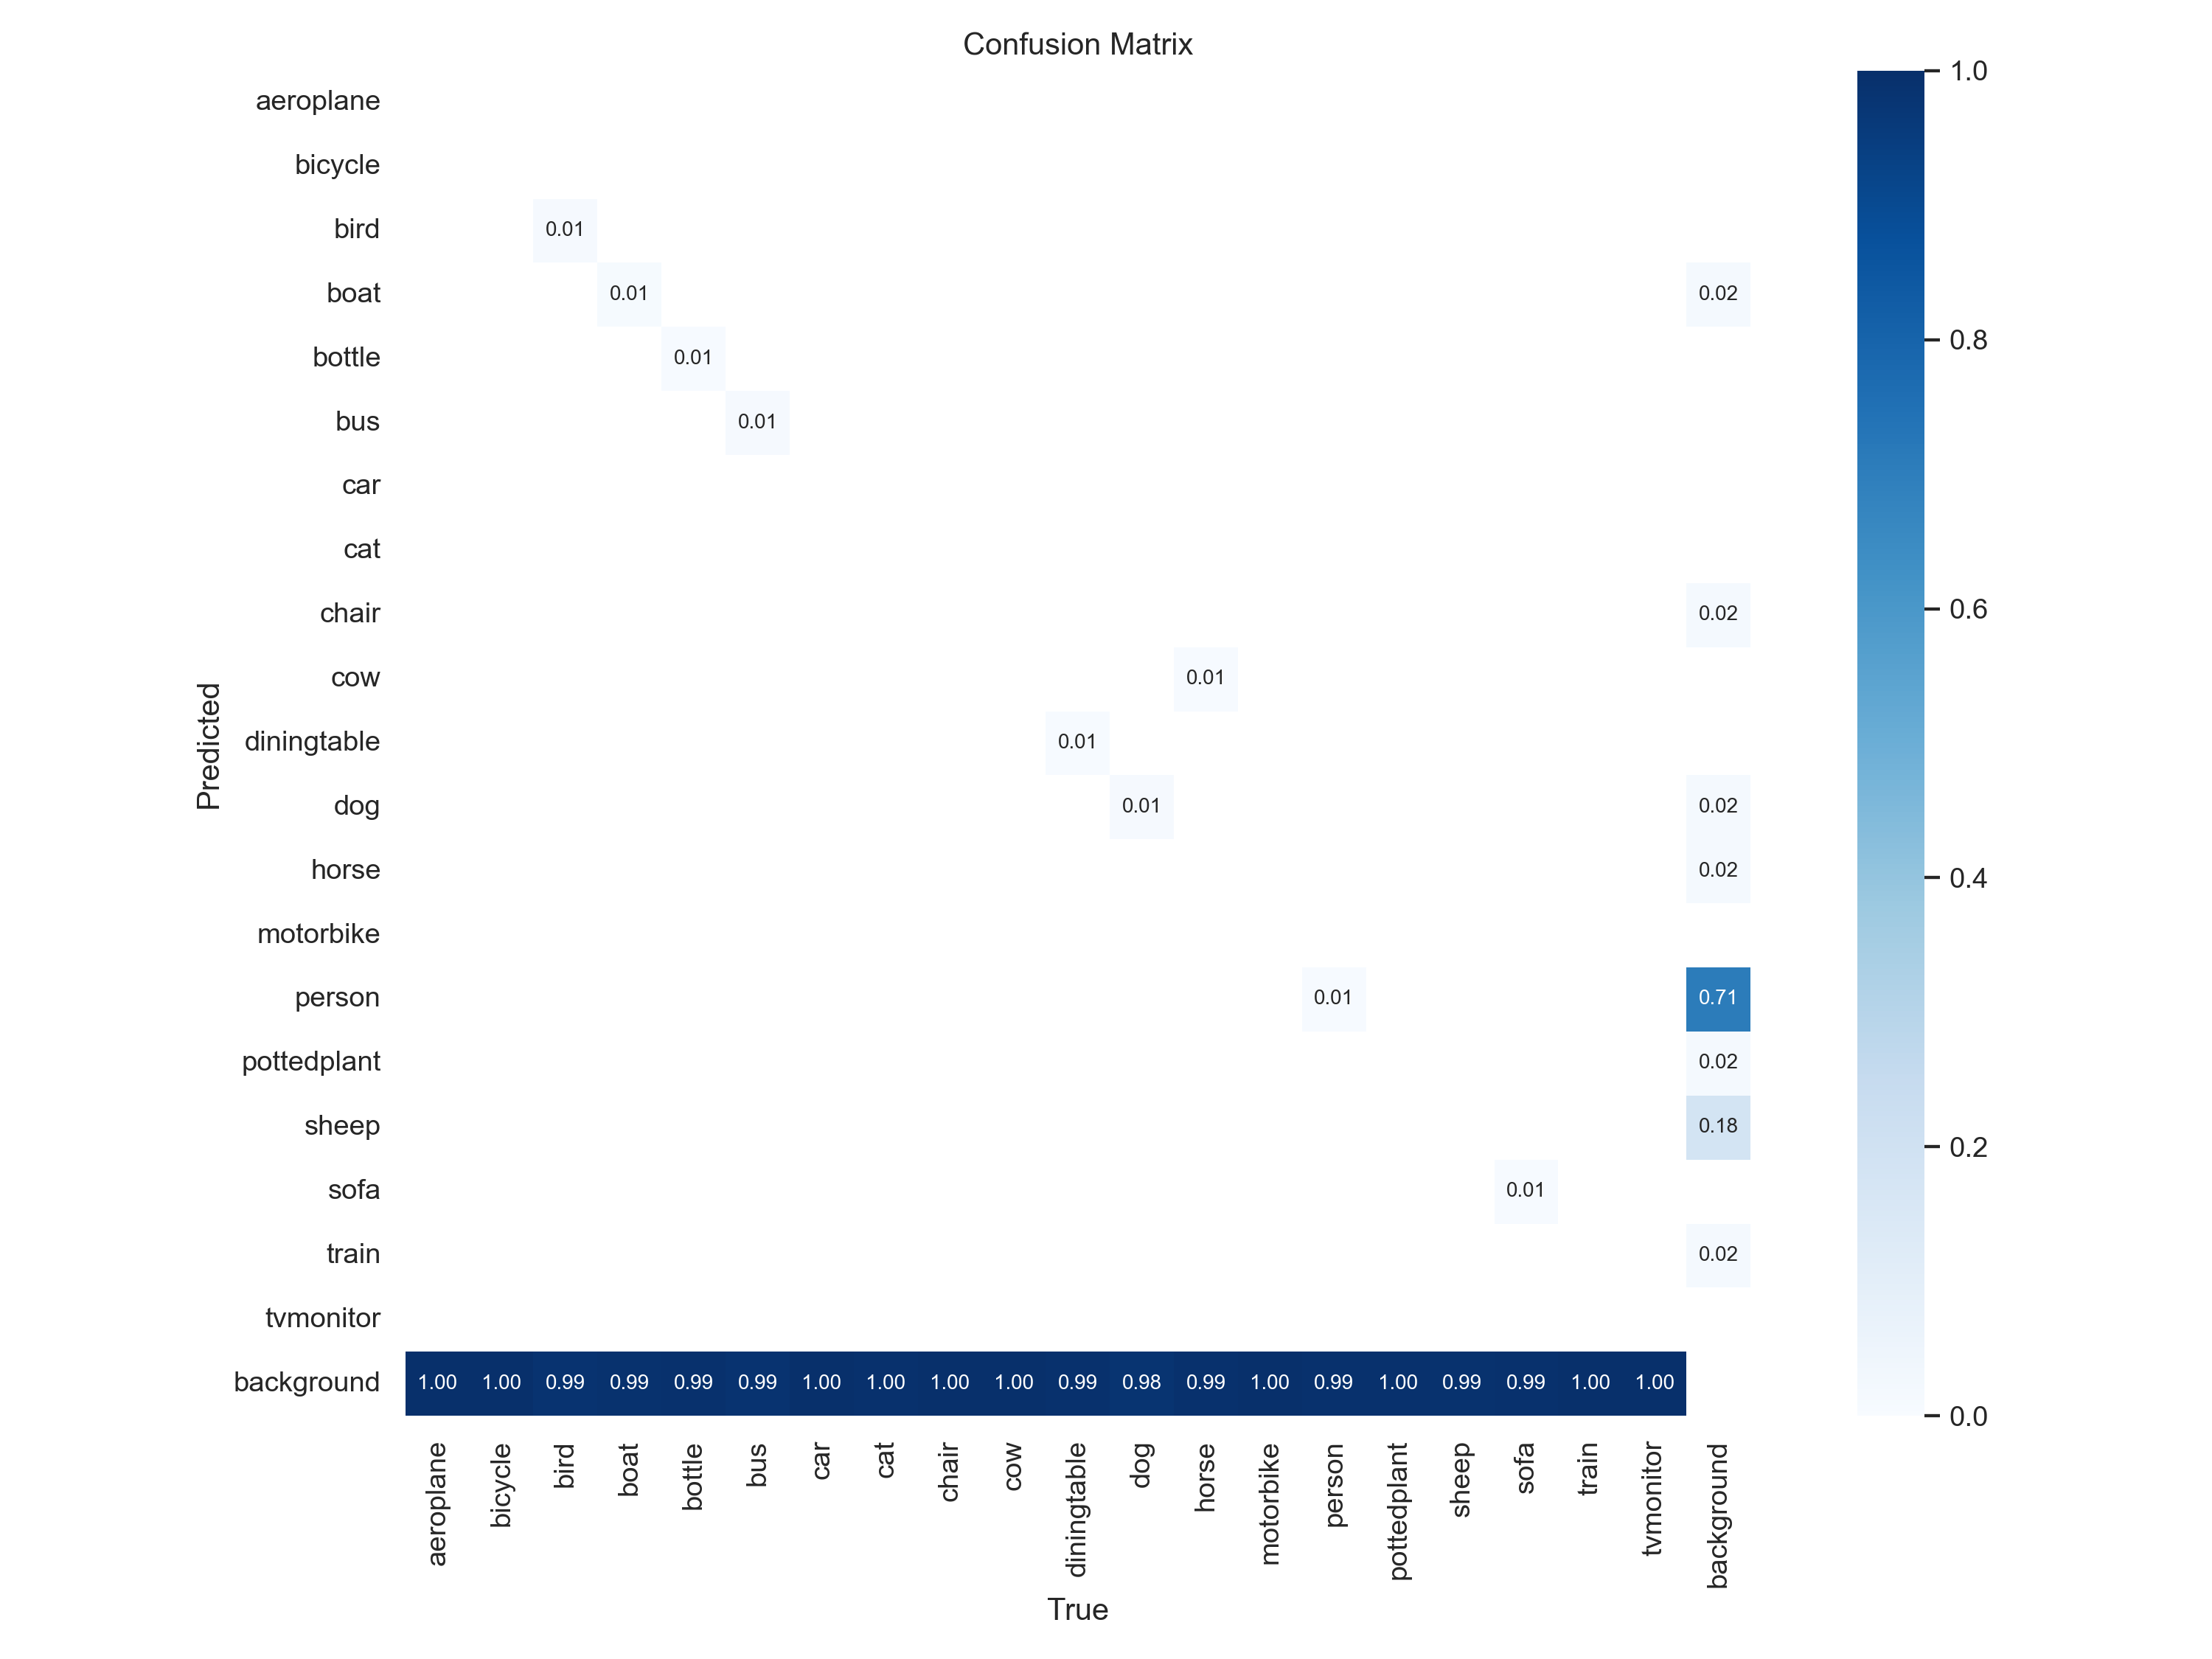 Confusion Matrix
aeroplane
bicycle
bird 0.01
boat 0.01 0.02
bottle 0.01
bus 0.01
car
cat
chair 0.02
cow 0.01
diningtable 0.01
dog 0.01 0.02
horse 0.02
motorbike
person 0.01 0.71
pottedplant 0.02
sheep 0.18
sofa 0.01
train 0.02
tvmonitor
background 1.00 1.00 0.99 0.99 0.99 0.99 1.00 1.00 1.00 1.00 0.99 0.98 0.99 1.00 0.99 1.00 0.99 0.99 1.00 1.00
Predicted
aeroplane
bicycle
bird
boat
bottle
bus
car
cat
chair
cow
diningtable
dog
horse
motorbike
person
pottedplant
sheep
sofa
train
tvmonitor
background
True
1.0
0.8
0.6
0.4
0.2
0.0